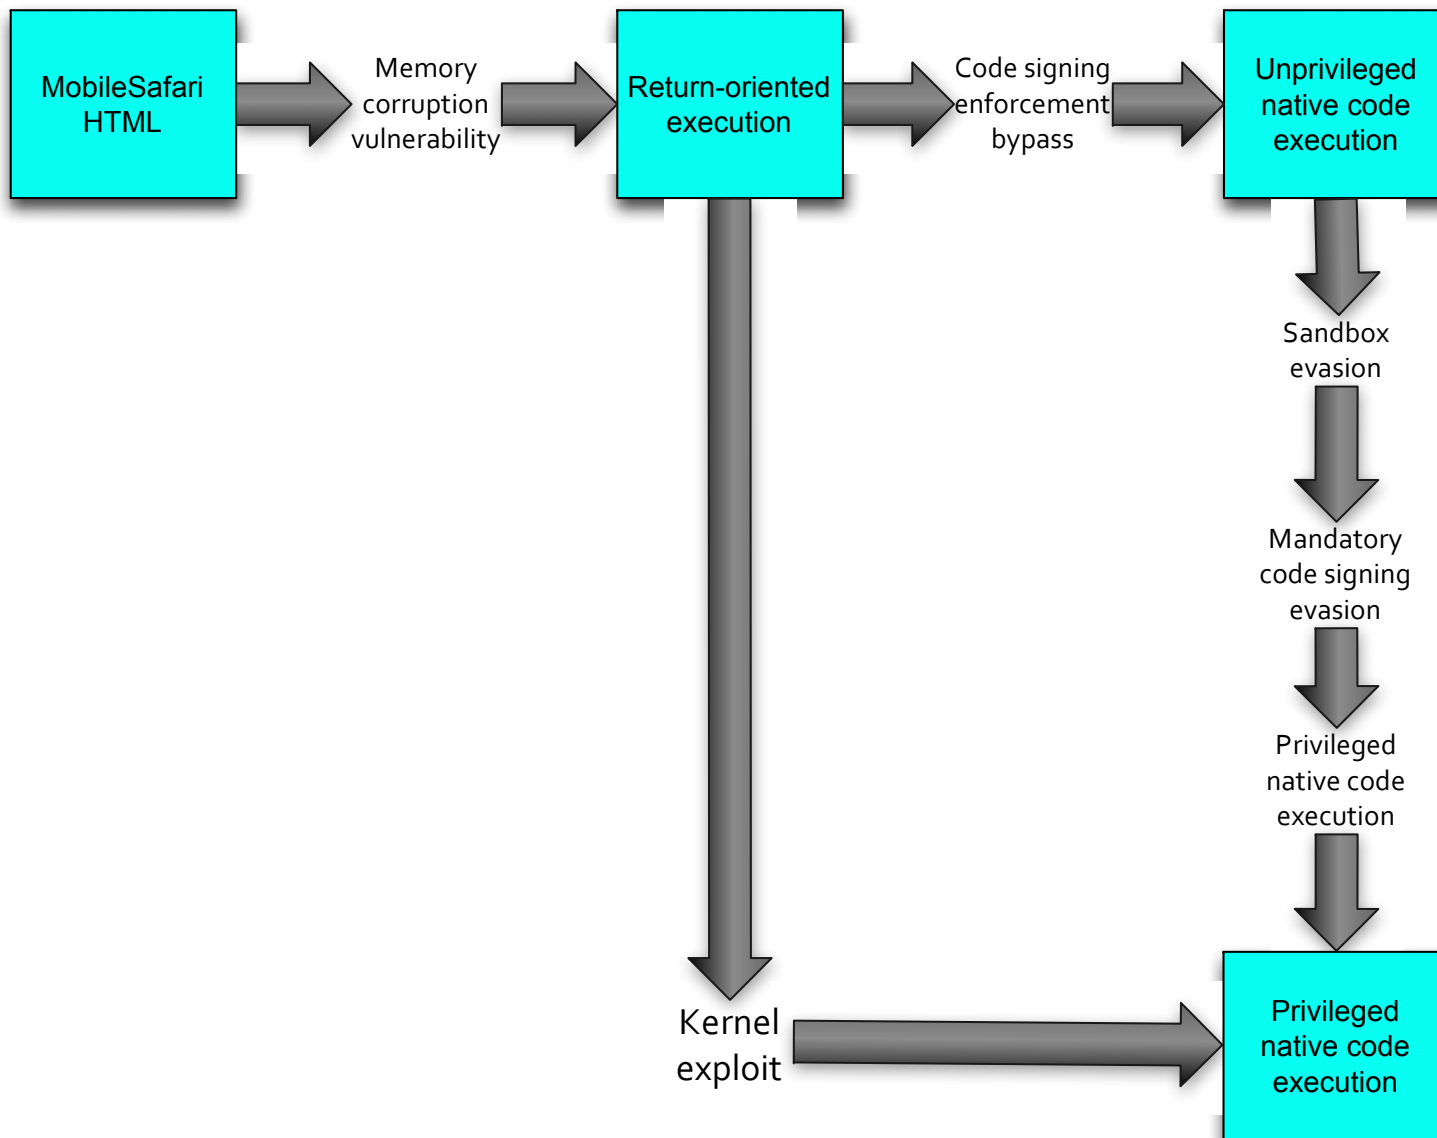 MobileSafari
HTML
Memory
corruption
vulnerability
Return-oriented
execution
Code signing
enforcement
bypass
Unprivileged
native code
execution
Sandbox
evasion
Mandatory
code signing
evasion
Privileged
native code
execution
Kernel
exploit
Privileged
native code
execution